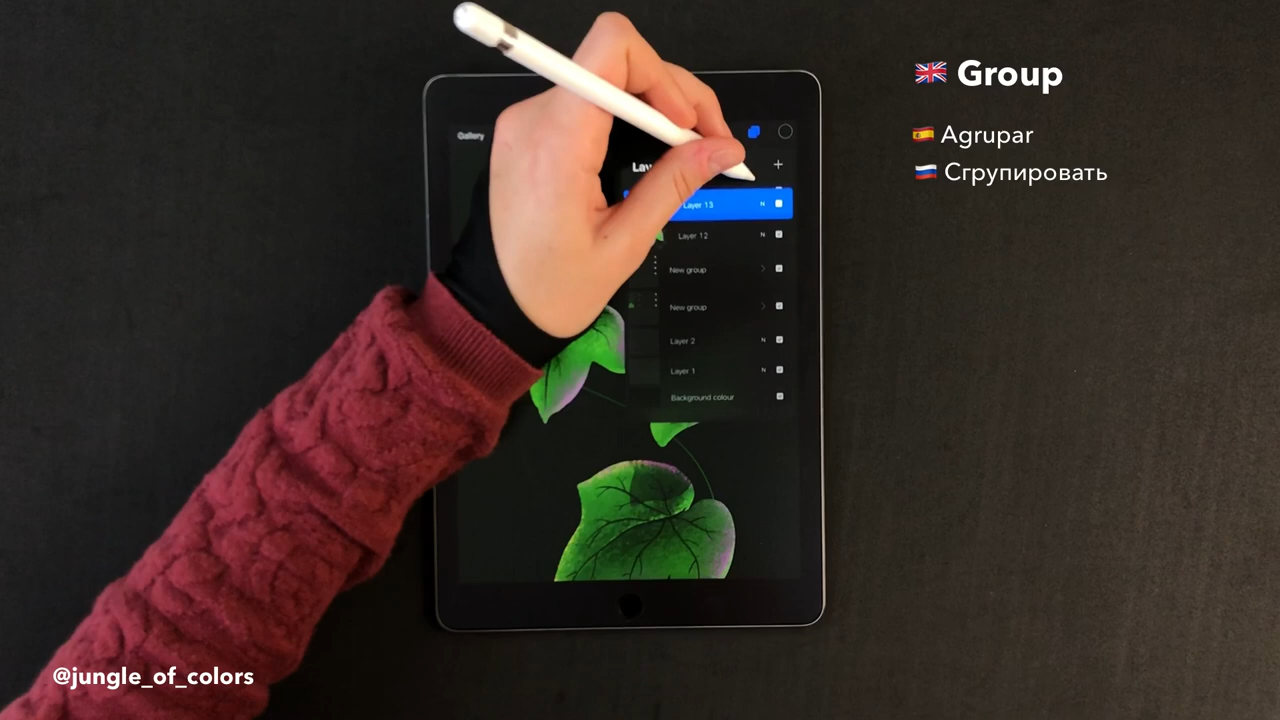 Group
Agrupar
Сгрупировать
Gallery
Lay
Layer 13
N
Layer 12
N
New group
New group
Layer 2
N
Layer 1
N
Background colour
@jungle_of_colors